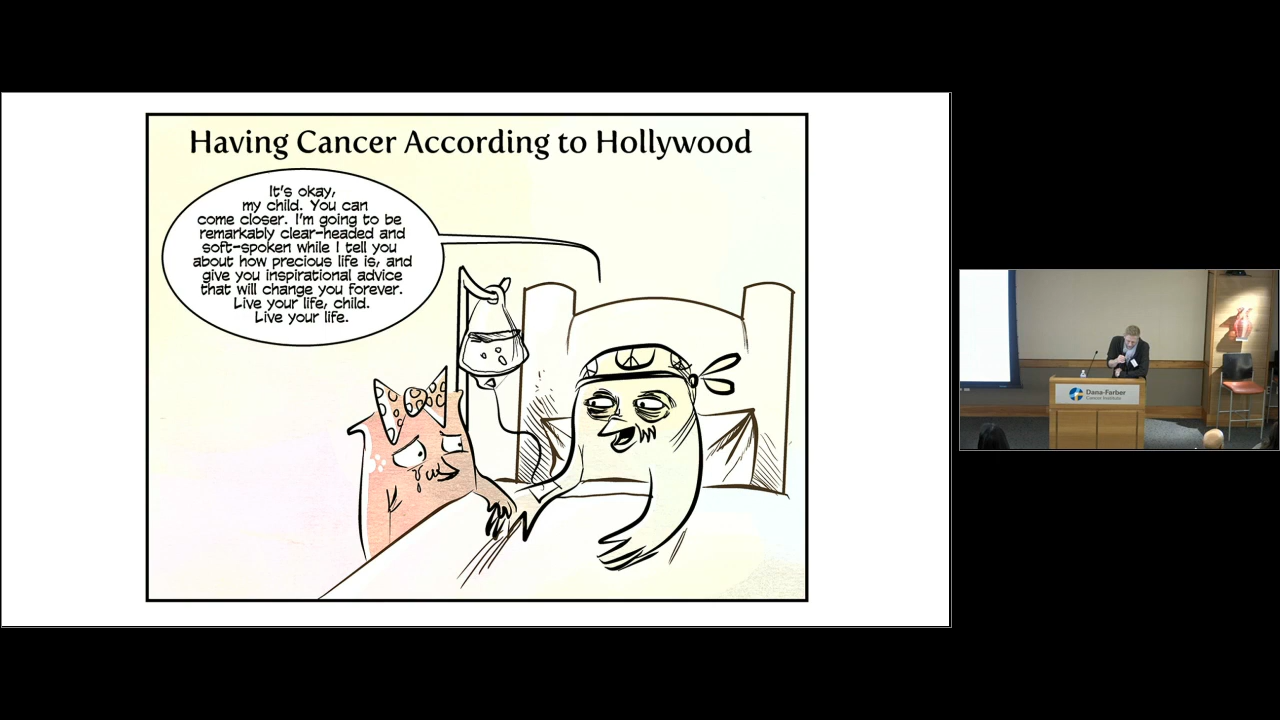 Having Cancer According to Hollywood
It's okay,
my child. You can
come closer. I'm going to be
remarkably clear-headed and
soft-spoken while I tell you
about how precious life is, and
give you inspirational advice
that will change you forever.
Live your life, child.
Live your life.
Dana-Farber
Cancer Institute